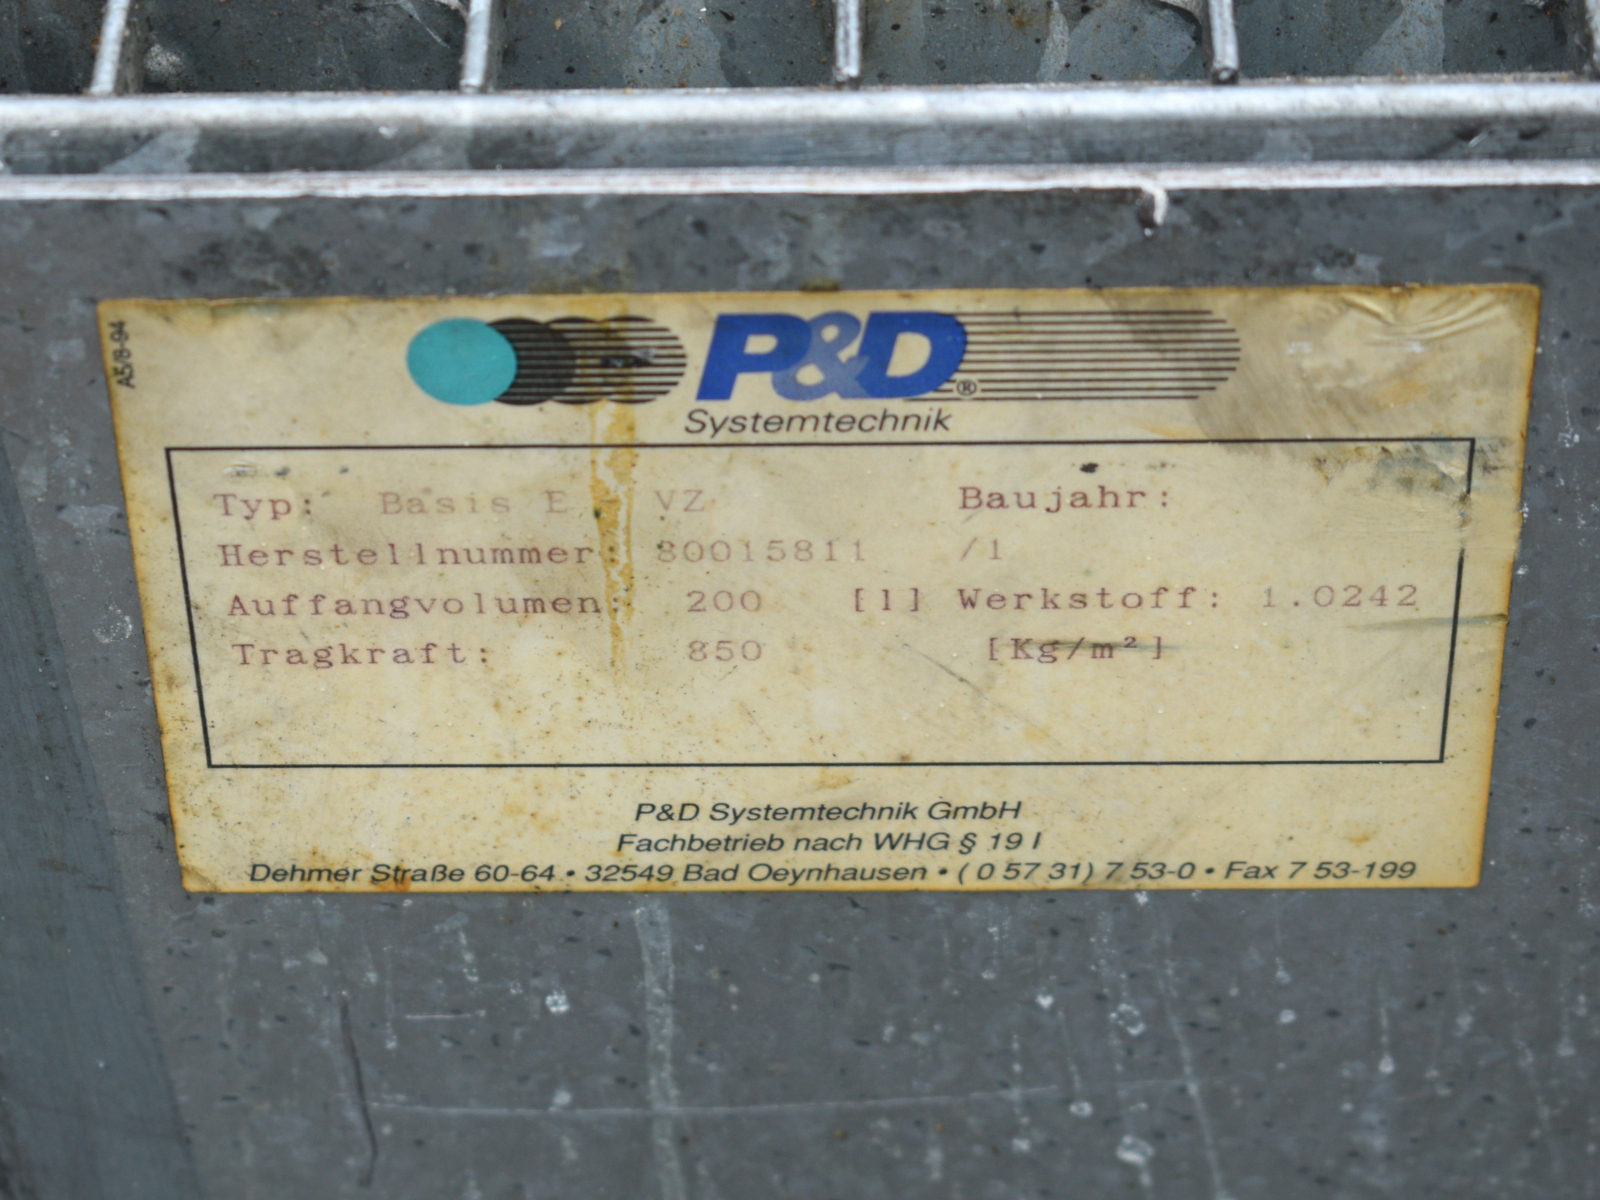 A5/8-94
P&D®
Systemtechnik
Typ: Basis E VZ Baujahr:
Herstellnummer: 80015811 /1
Auffangvolumen: 200 [l] Werkstoff: 1.0242
Tragkraft: 850 [Kg/m²]
P&D Systemtechnik GmbH
Fachbetrieb nach WHG § 19 l
Dehmer Straße 60-64 • 32549 Bad Oeynhausen • ( 0 57 31) 7 53-0 • Fax 7 53-199